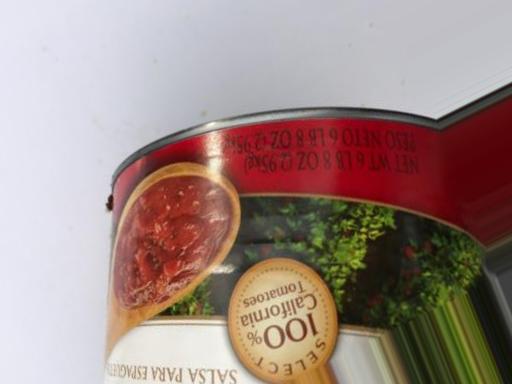 SALSA PARA ESPAGUETI
SELECT
100%
California
Tomatoes.
NET WT 6 LB 8 OZ (2.95kg)
PESO NETO 6 LB 8 OZ (2.95kg)